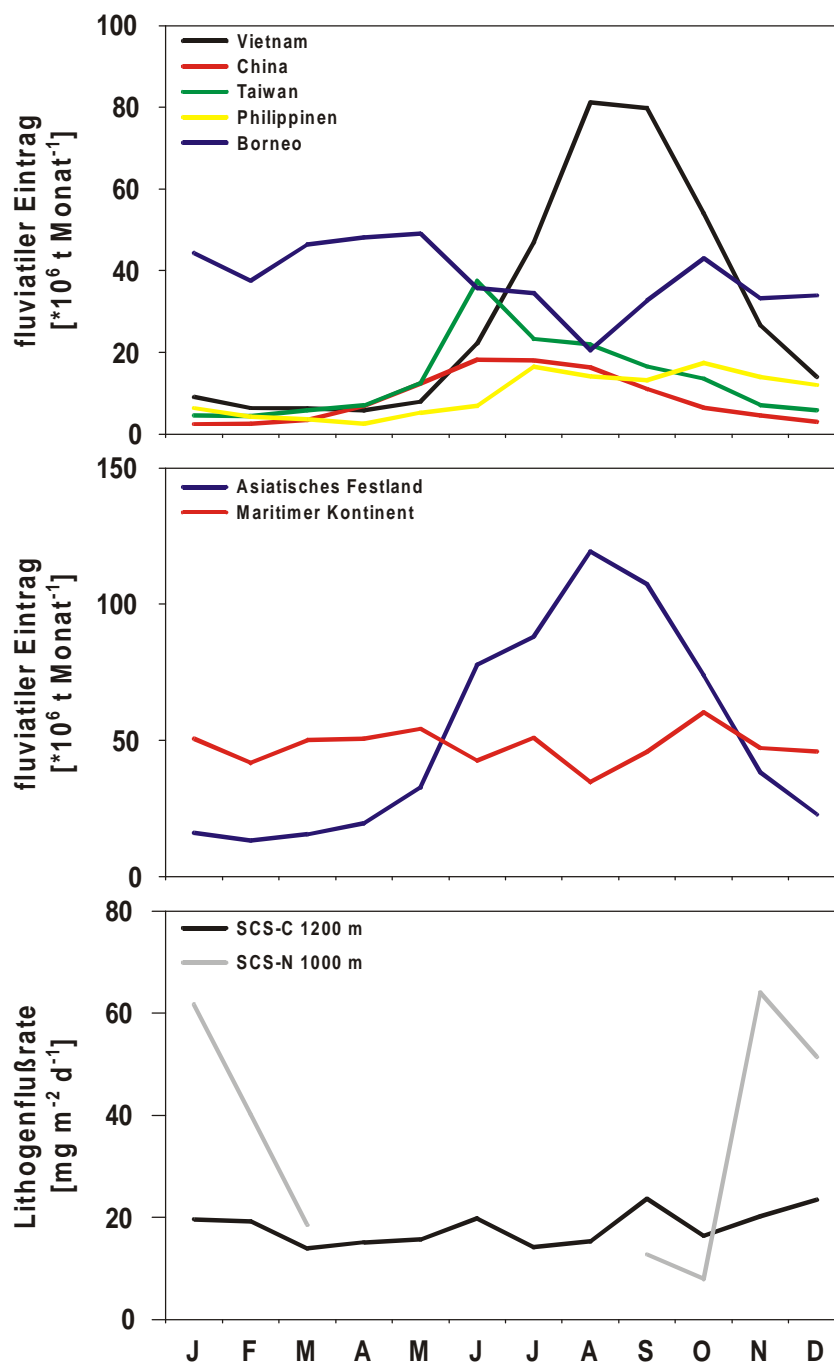 fluviatiler Eintrag
[*10⁶ t Monat⁻¹]
100
80
60
40
20
0
Vietnam
China
Taiwan
Philippinen
Borneo
fluviatiler Eintrag
[*10⁶ t Monat⁻¹]
150
100
50
0
Asiatisches Festland
Maritimer Kontinent
Lithogenflußrate
[mg m⁻² d⁻¹]
80
60
40
20
0
SCS-C 1200 m
SCS-N 1000 m
J F M A M J J A S O N D